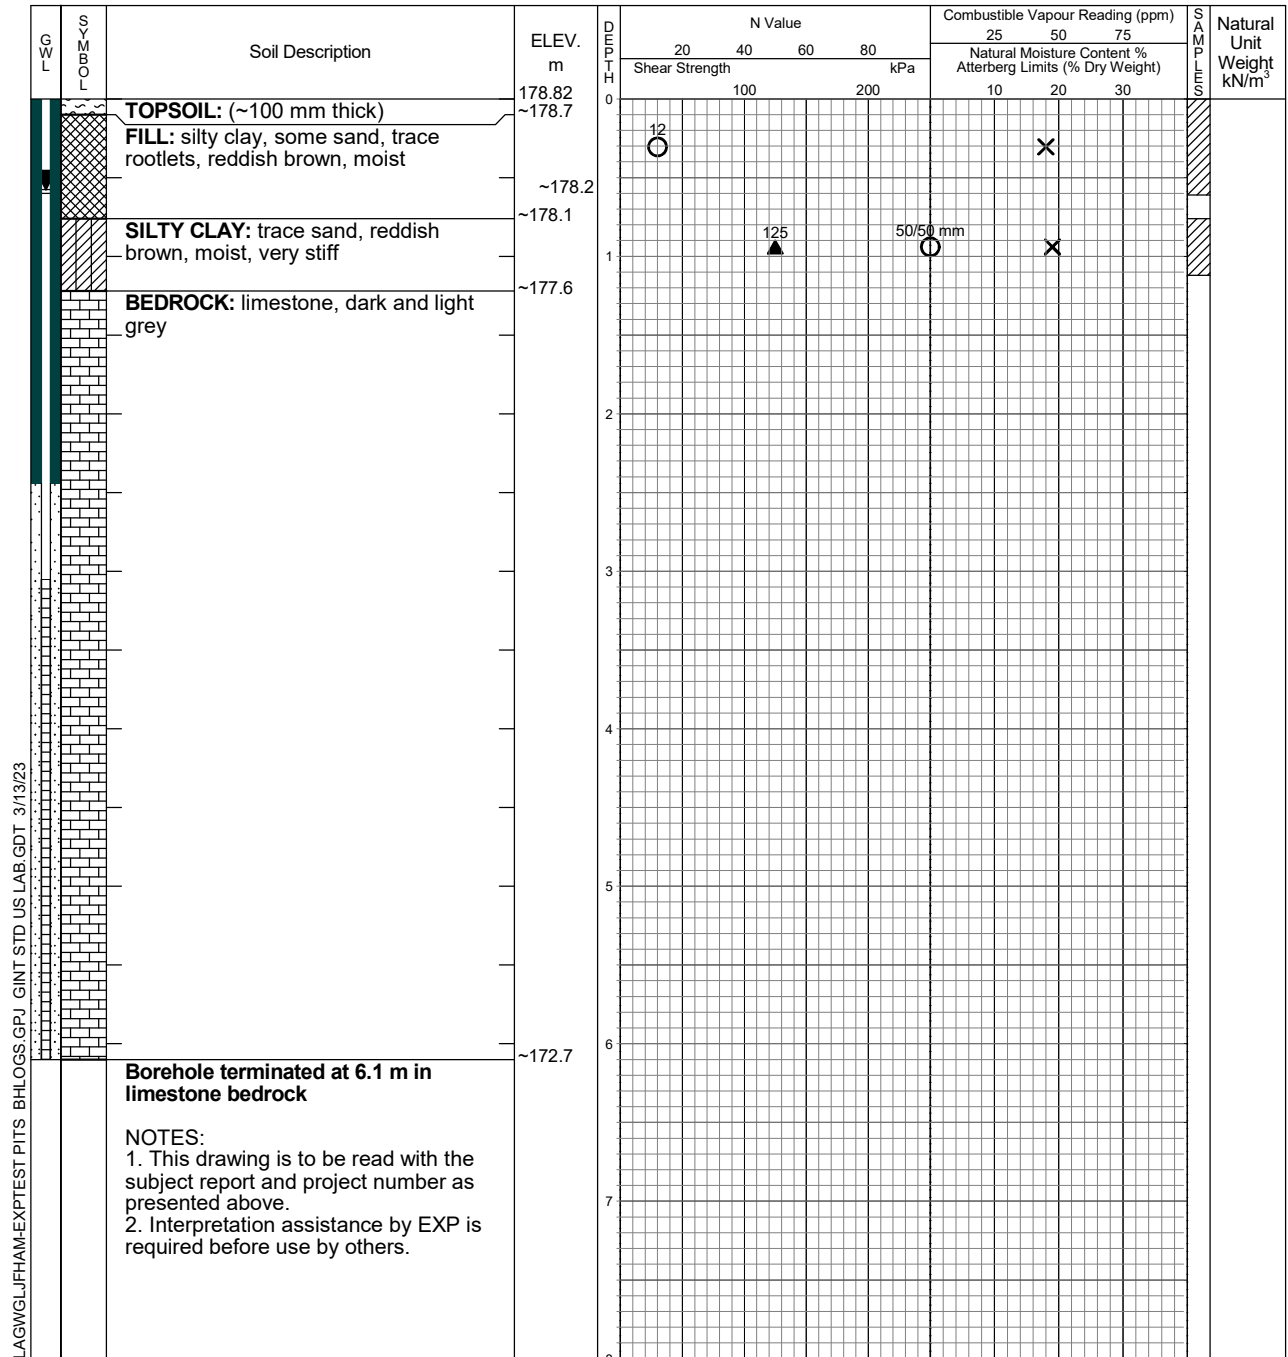 GWL
SYMBOL
Soil Description
ELEV.
m
DEPTH
N Value
20 40 60 80
Shear Strength kPa
100 200
Combustible Vapour Reading (ppm)
25 50 75
Natural Moisture Content %
Atterberg Limits (% Dry Weight)
10 20 30
SAMPLES
Natural
Unit
Weight
kN/m³
178.82
0
TOPSOIL: (~100 mm thick)
~178.7
FILL: silty clay, some sand, trace
rootlets, reddish brown, moist
12
~178.2
~178.1
SILTY CLAY: trace sand, reddish
brown, moist, very stiff
125
50/50 mm
1
~177.6
BEDROCK: limestone, dark and light
grey
2
3
4
5
6
~172.7
Borehole terminated at 6.1 m in
limestone bedrock
NOTES:
1. This drawing is to be read with the
subject report and project number as
presented above.
2. Interpretation assistance by EXP is
required before use by others.
7
LAGWGLJFHAM-EXPTEST PITS BHLOGS.GPJ GINT STD US LAB.GDT 3/13/23